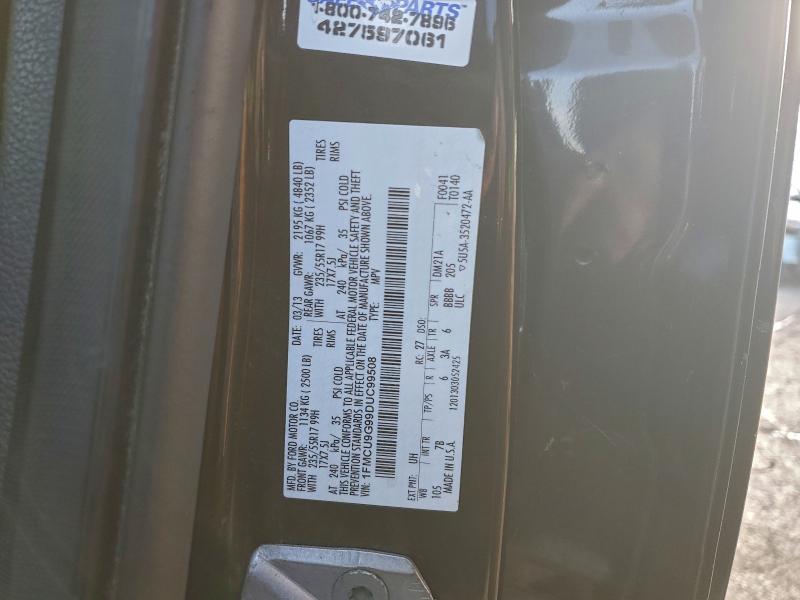 PARTS
1-800-742-7896
427597061
MFD. BY FORD MOTOR CO.
DATE: 03/13 GVWR: 2195 KG ( 4840 LB)
FRONT GAWR: 1134 KG ( 2500 LB) REAR GAWR: 1067 KG ( 2352 LB)
WITH 235/55R17 99H TIRES WITH 235/55R17 99H TIRES
17X7.5J RIMS 17X7.5J RIMS
AT 240 kPa/ 35 PSI COLD AT 240 kPa/ 35 PSI COLD
THIS VEHICLE CONFORMS TO ALL APPLICABLE FEDERAL MOTOR VEHICLE SAFETY AND THEFT
PREVENTION STANDARDS IN EFFECT ON THE DATE OF MANUFACTURE SHOWN ABOVE.
VIN: 1FMCU9G99DUC99508 TYPE: MPV
EXT PNT: UH RC: 27 DSO: F0041
WB INT TR TP/PS R AXLE TR SPR DM21A T0140
105 7B 6 3A 6 BBBB 205
MADE IN U.S.A. 1201303052425 ULC ▽ 5U5A-3520472-AA